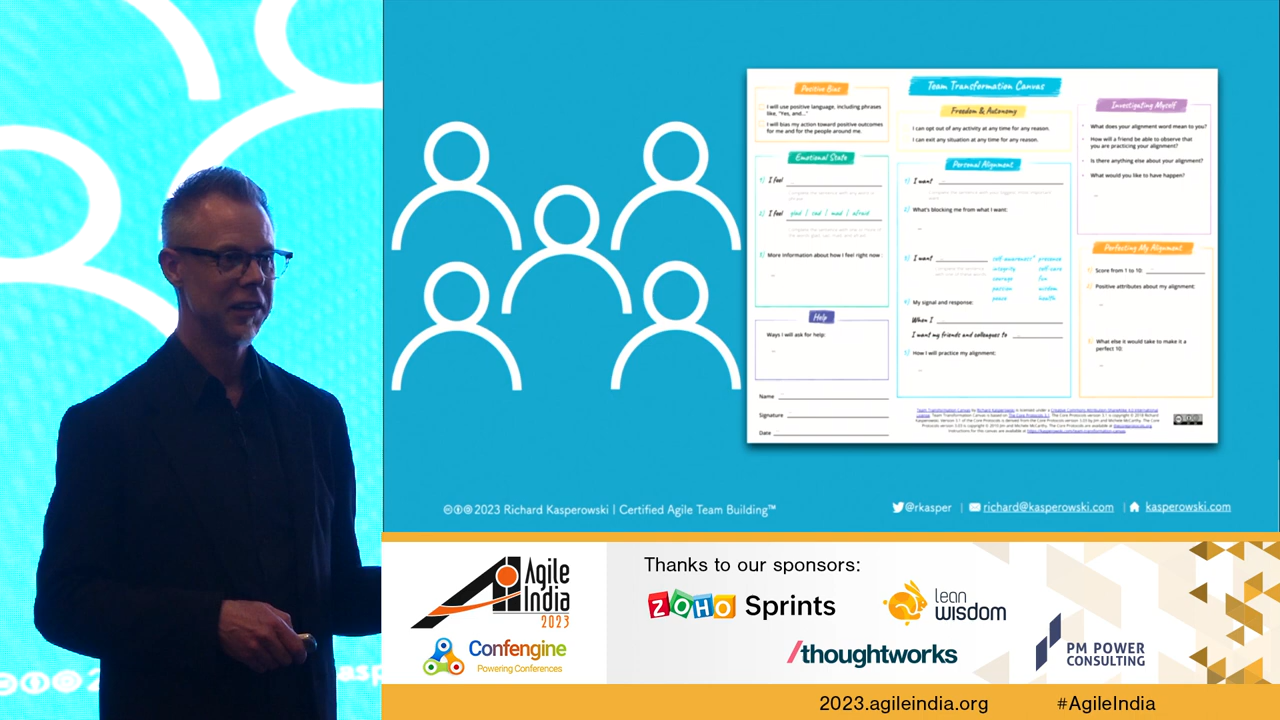 Team Transformation Canvas
Positive Bias
I will use positive language, including phrases
like, "Yes, and..."
I will bias my action toward positive outcomes
for me and for the people around me.
Emotional State
1) I feel
2) I feel glad / sad / mad / afraid
3) More information about how I feel right now:
Help
Ways I will ask for help:
Name
Signature
Date
Freedom & Autonomy
I can opt out of any activity at any time for any reason.
I can exit any situation at any time for any reason.
Personal Alignment
1) I want
2) What's blocking me from what I want:
3) I want
self-awareness* presence
integrity self-care
courage fun
passion wisdom
peace health
4) My signal and response:
When I
I want my friends and colleagues to
5) How I will practice my alignment:
Investigating Myself
What does your alignment word mean to you?
How will a friend be able to observe that
you are practicing your alignment?
Is there anything else about your alignment?
What would you like to have happen?
Perfecting My Alignment
1) Score from 1 to 10:
2) Positive attributes about my alignment:
3) What else it would take to make it a
perfect 10:
2023 Richard Kasperowski | Certified Agile Team Building™
@rkasper | richard@kasperowski.com | kasperowski.com
Agile
India
2023
Confengine
Powering Conferences
Thanks to our sponsors:
ZOHO Sprints
lean
wisdom
/thoughtworks
PM POWER
CONSULTING
2023.agileindia.org #AgileIndia